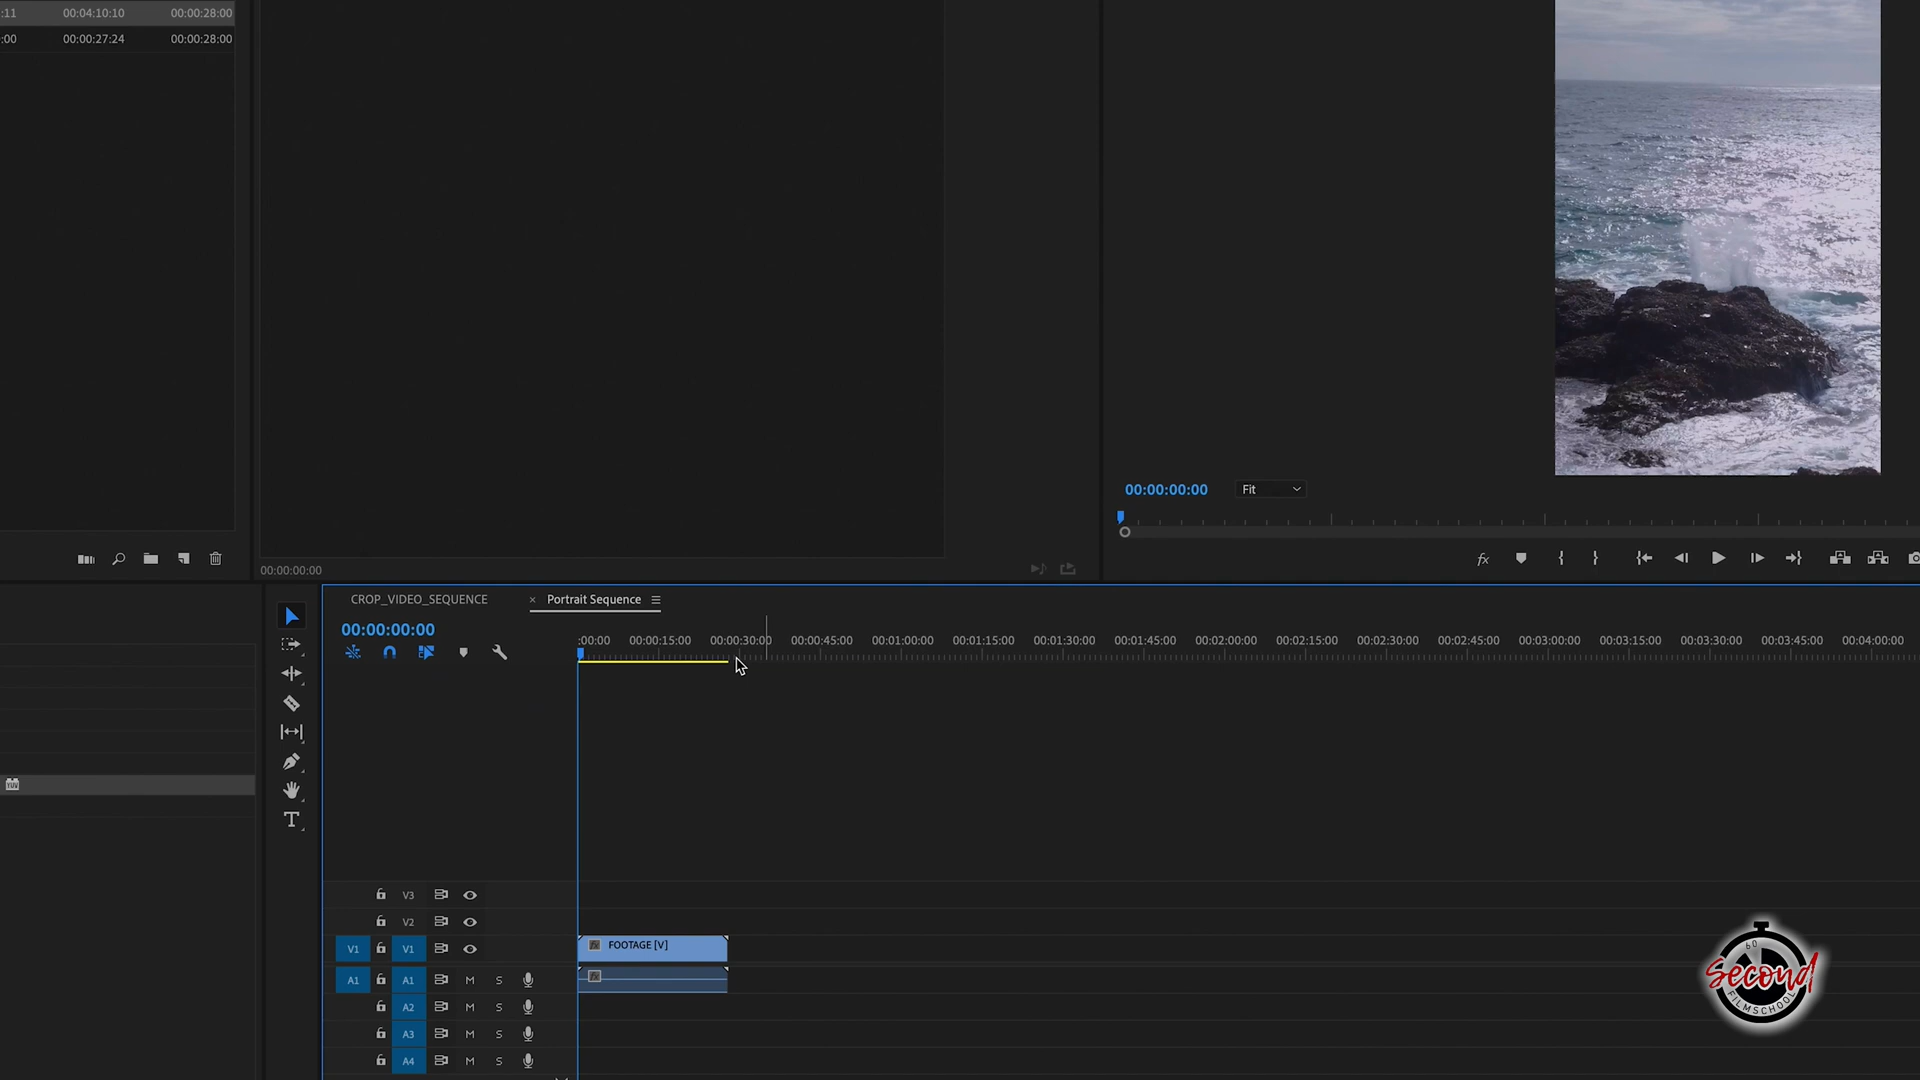 :11 00:04:10:10 00:00:28:00
:00 00:00:27:24 00:00:28:00
00:00:00:00 Fit
00:00:00:00
CROP_VIDEO_SEQUENCE × Portrait Sequence
00:00:00:00
:00:00 00:00:15:00 00:00:30:00 00:00:45:00 00:01:00:00 00:01:15:00 00:01:30:00 00:01:45:00 00:02:00:00 00:02:15:00 00:02:30:00 00:02:45:00 00:03:00:00 00:03:15:00 00:03:30:00 00:03:45:00 00:04:00:00
V3
V2
V1 V1 fx FOOTAGE [V]
A1 A1 M S fx
A2 M S
A3 M S
A4 M S
60
Second
FILMSCHOOL